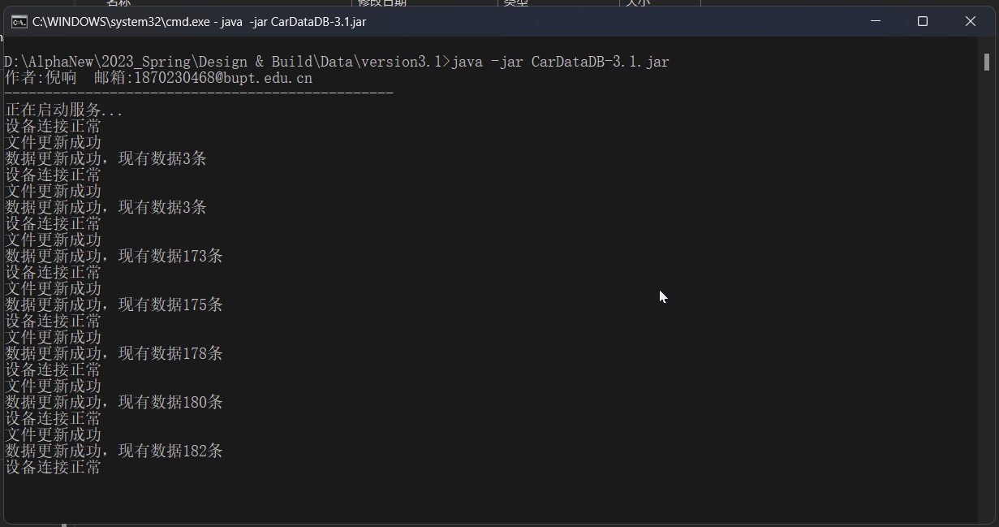 名称 修改日期 类型 大小
C:\WINDOWS\system32\cmd.exe - java  -jar CarDataDB-3.1.jar
D:\AlphaNew\2023_Spring\Design & Build\Data\version3.1>java -jar CarDataDB-3.1.jar
作者:倪响  邮箱:1870230468@bupt.edu.cn
------------------------------------------------
正在启动服务...
设备连接正常
文件更新成功
数据更新成功，现有数据3条
设备连接正常
文件更新成功
数据更新成功，现有数据3条
设备连接正常
文件更新成功
数据更新成功，现有数据173条
设备连接正常
文件更新成功
数据更新成功，现有数据175条
设备连接正常
文件更新成功
数据更新成功，现有数据178条
设备连接正常
文件更新成功
数据更新成功，现有数据180条
设备连接正常
文件更新成功
数据更新成功，现有数据182条
设备连接正常